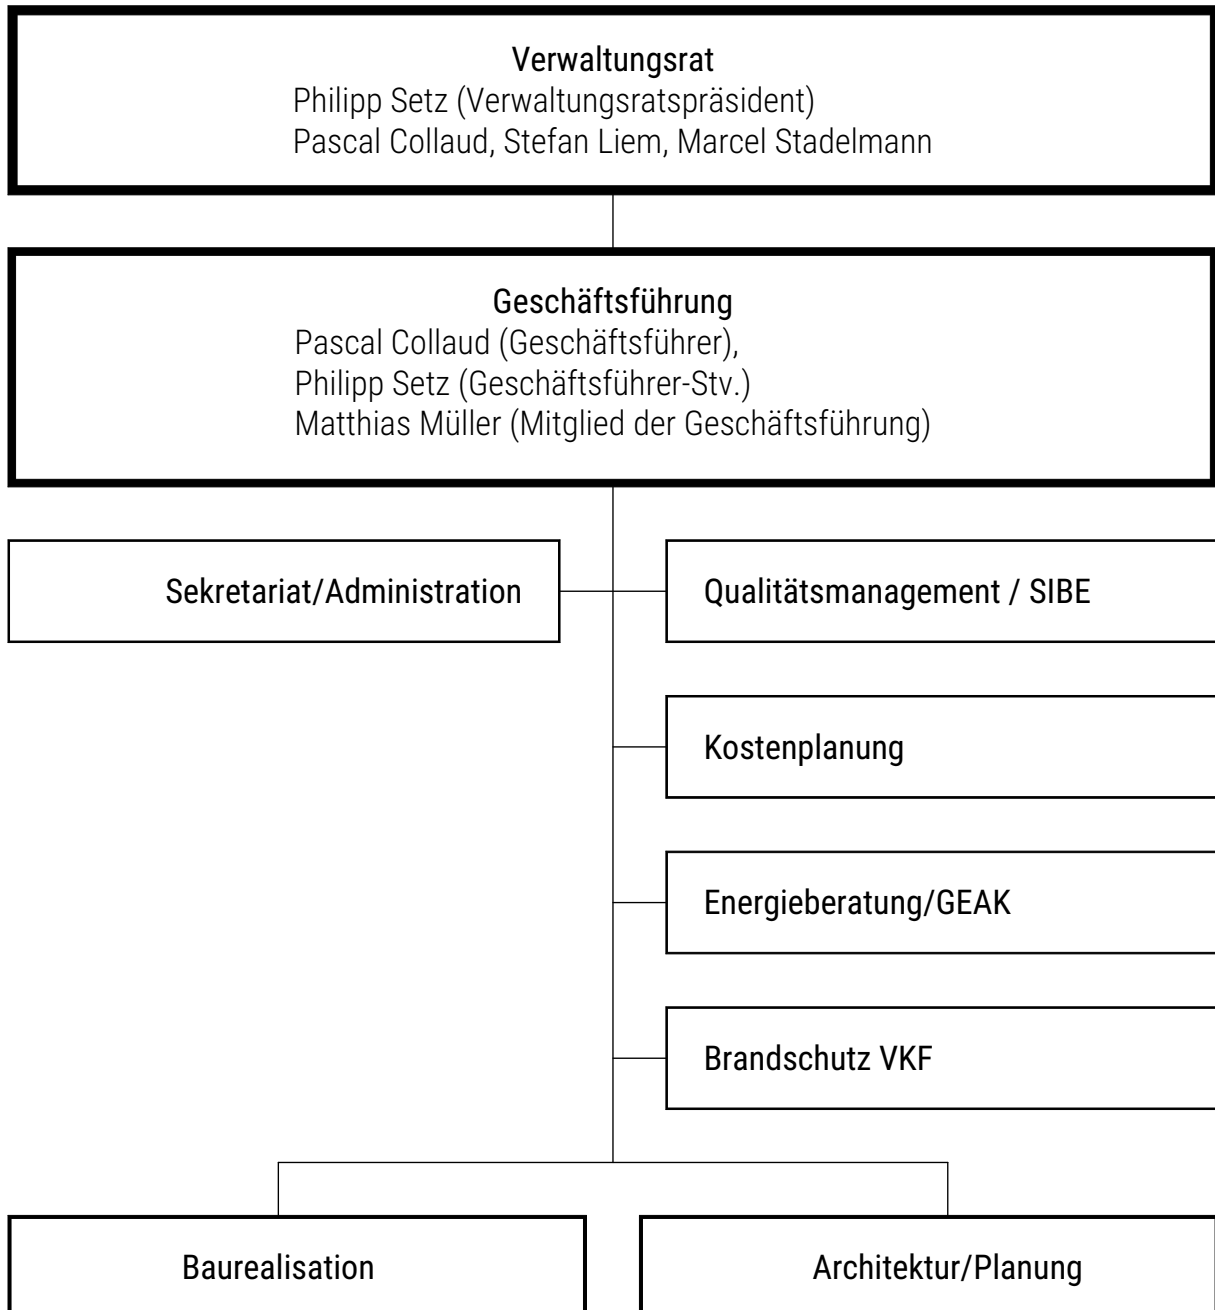 Verwaltungsrat
Philipp Setz (Verwaltungsratspräsident)
Pascal Collaud, Stefan Liem, Marcel Stadelmann
Geschäftsführung
Pascal Collaud (Geschäftsführer),
Philipp Setz (Geschäftsführer-Stv.)
Matthias Müller (Mitglied der Geschäftsführung)
Sekretariat/Administration
Qualitätsmanagement / SIBE
Kostenplanung
Energieberatung/GEAK
Brandschutz VKF
Baurealisation
Architektur/Planung